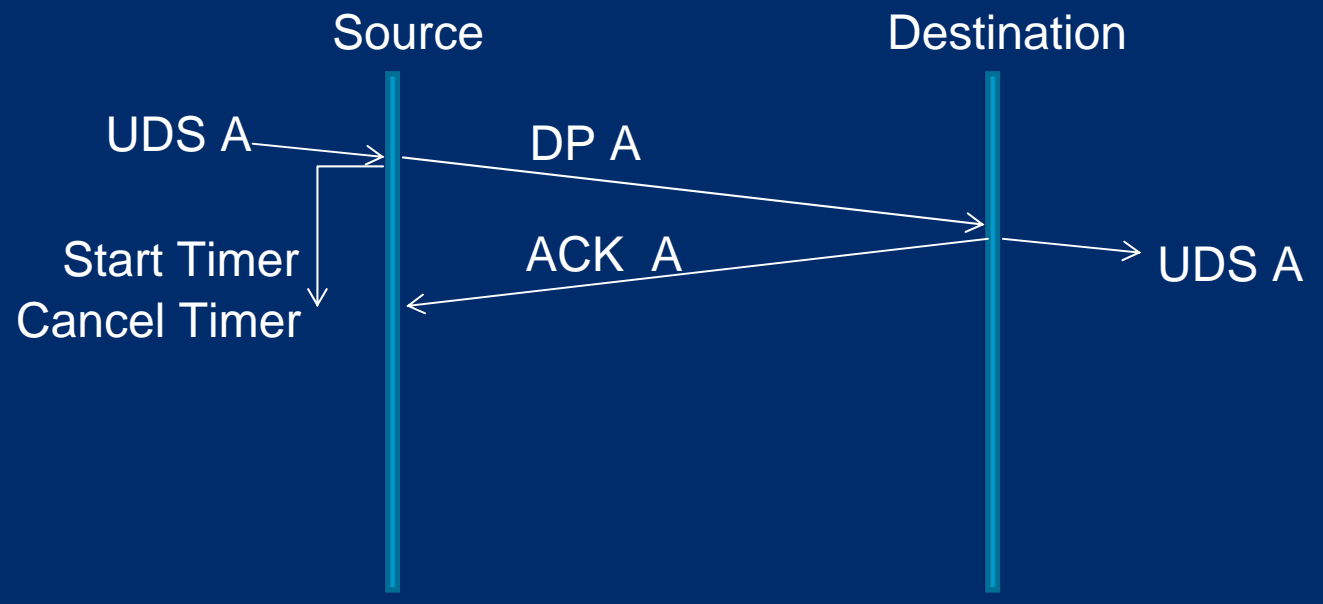 Source
Destination
UDS A
DP A
Start Timer
ACK A
UDS A
Cancel Timer